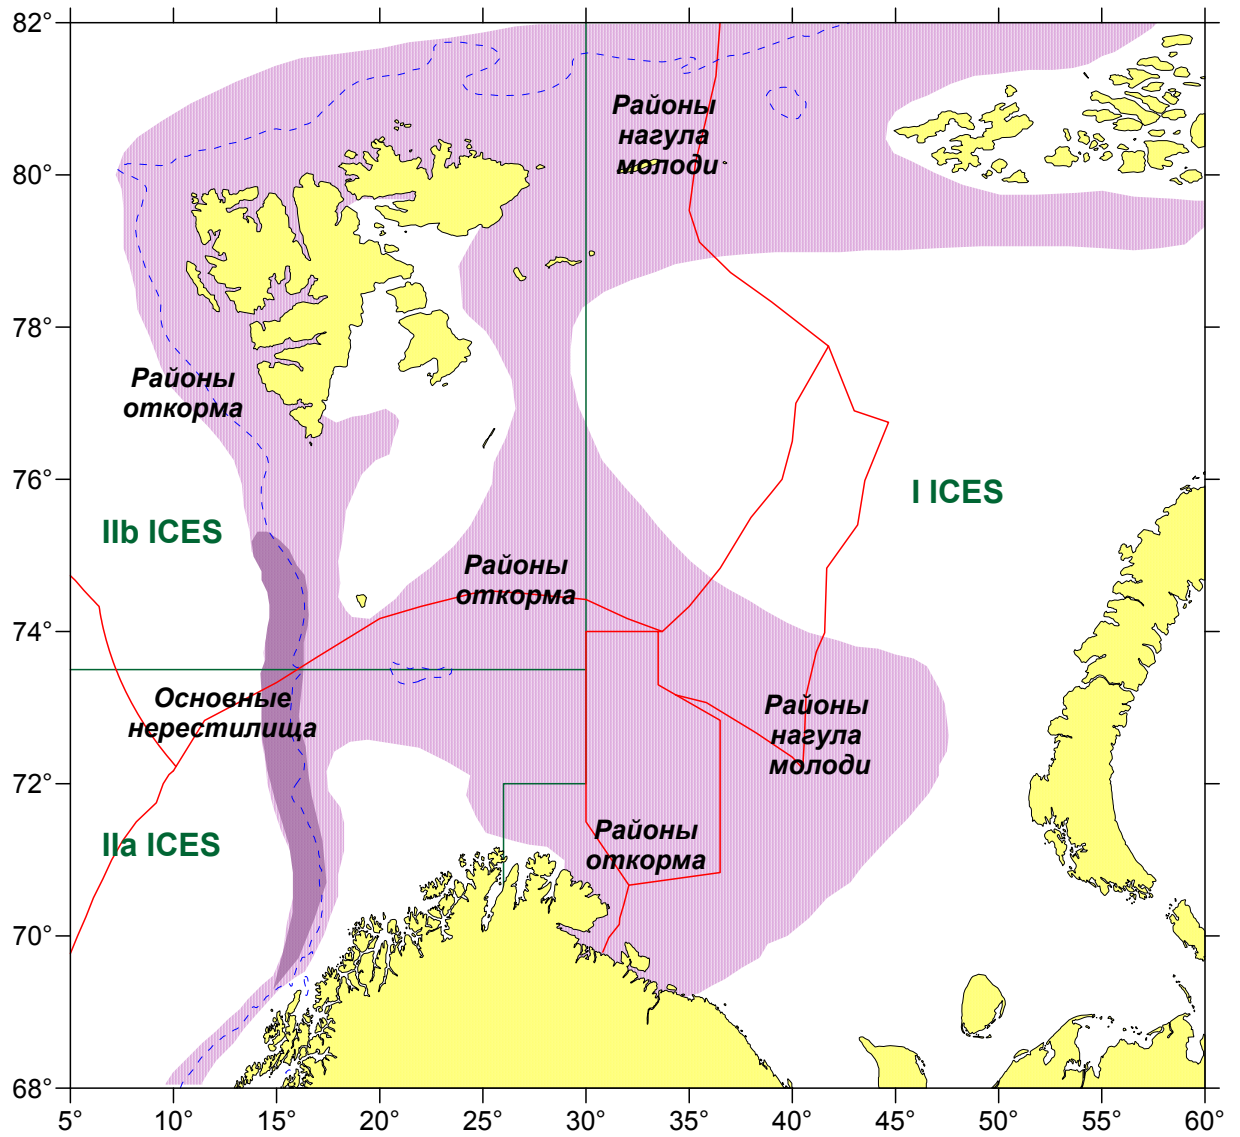 82°
80°
78°
76°
74°
72°
70°
68°
Районы
нагула
молоди
Районы
откорма
I ICES
IIb ICES
Районы
откорма
Основные
нерестилища
Районы
нагула
молоди
IIa ICES
Районы
откорма
5° 10° 15° 20° 25° 30° 35° 40° 45° 50° 55° 60°